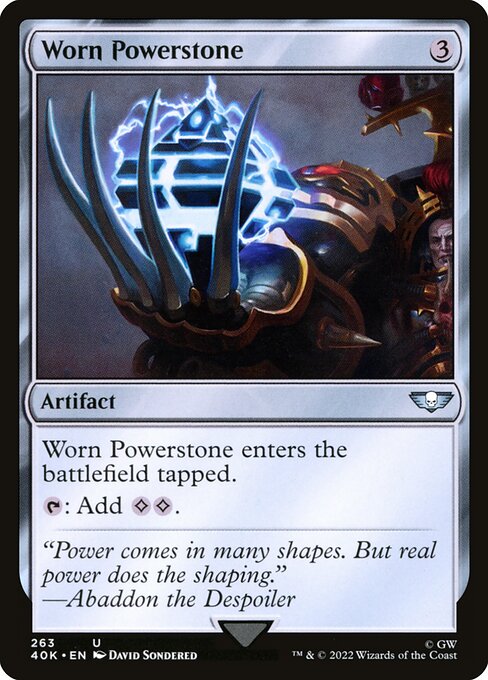 Worn Powerstone 3
Artifact
Worn Powerstone enters the
battlefield tapped.
: Add .
“Power comes in many shapes. But real
power does the shaping.”
—Abaddon the Despoiler
263 U © GW
40K • EN David Sondered ™ & © 2022 Wizards of the Coast